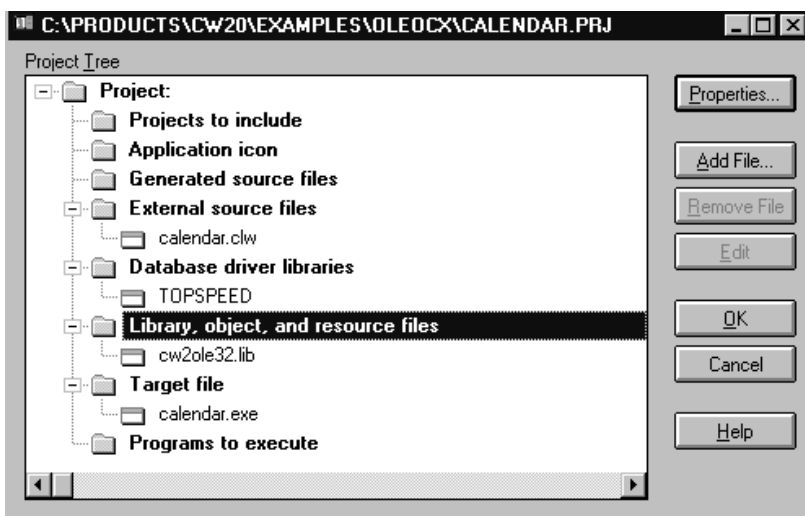 C:\PRODUCTS\CW20\EXAMPLES\OLEOCX\CALENDAR.PRJ
Project Tree
Project:
Projects to include
Application icon
Generated source files
External source files
calendar.clw
Database driver libraries
TOPSPEED
Library, object, and resource files
cw2ole32.lib
Target file
calendar.exe
Programs to execute
Properties...
Add File...
Remove File
Edit
OK
Cancel
Help